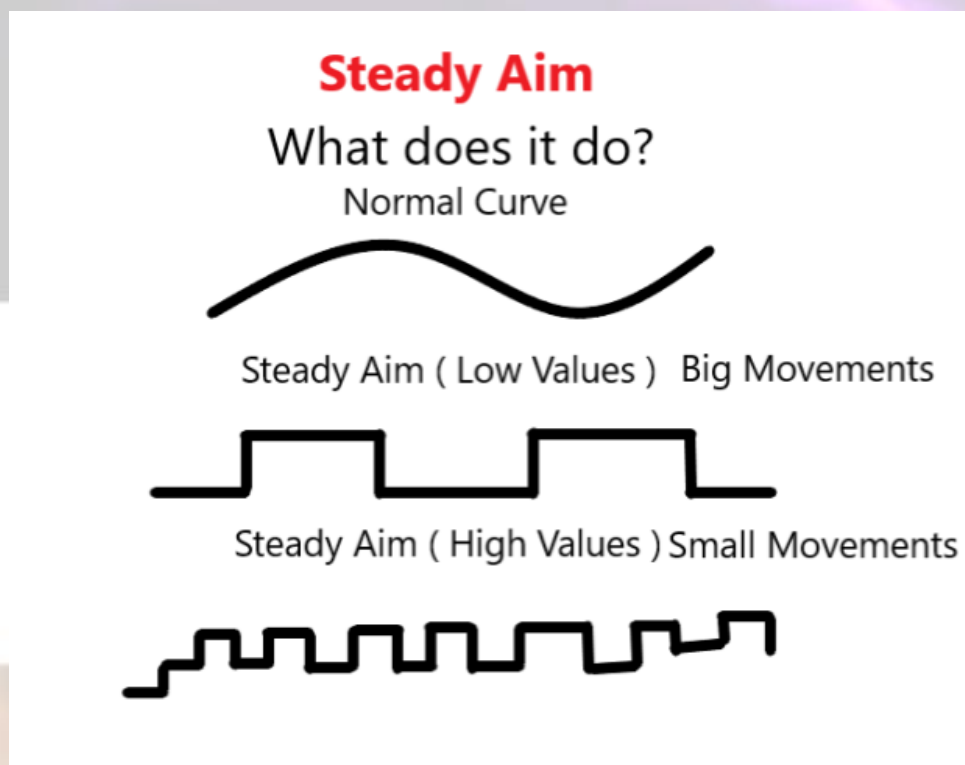 Steady Aim
What does it do?
Normal Curve
Steady Aim ( Low Values ) Big Movements
Steady Aim ( High Values ) Small Movements